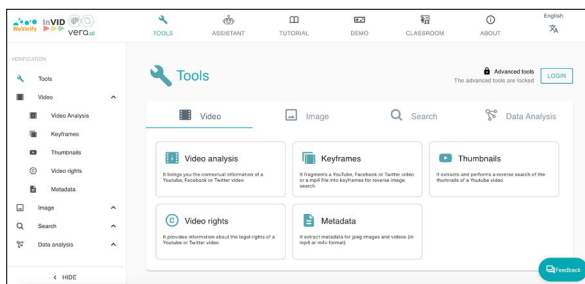 WeVerify InVID vera.ai
TOOLS
ASSISTANT
TUTORIAL
DEMO
CLASSROOM
ABOUT
English
VERIFICATION
Tools
Video
Video Analysis
Keyframes
Thumbnails
Video rights
Metadata
Image
Search
Data analysis
< HIDE
Tools
Advanced tools
The advanced tools are locked
LOGIN
Video
Image
Search
Data Analysis
Video analysis
It brings you the contextual information of a
Youtube, Facebook or Twitter video
Keyframes
It fragments a YouTube, Facebook or Twitter video
or a mp4 file into keyframes for reverse image
search
Thumbnails
It extracts and performs a reverse search of the
thumbnails of a Youtube video
Video rights
It provides information about the legal rights of a
Youtube or Twitter video
Metadata
It extract metadata for jpeg images and videos (in
mp4 or m4v format)
Feedback